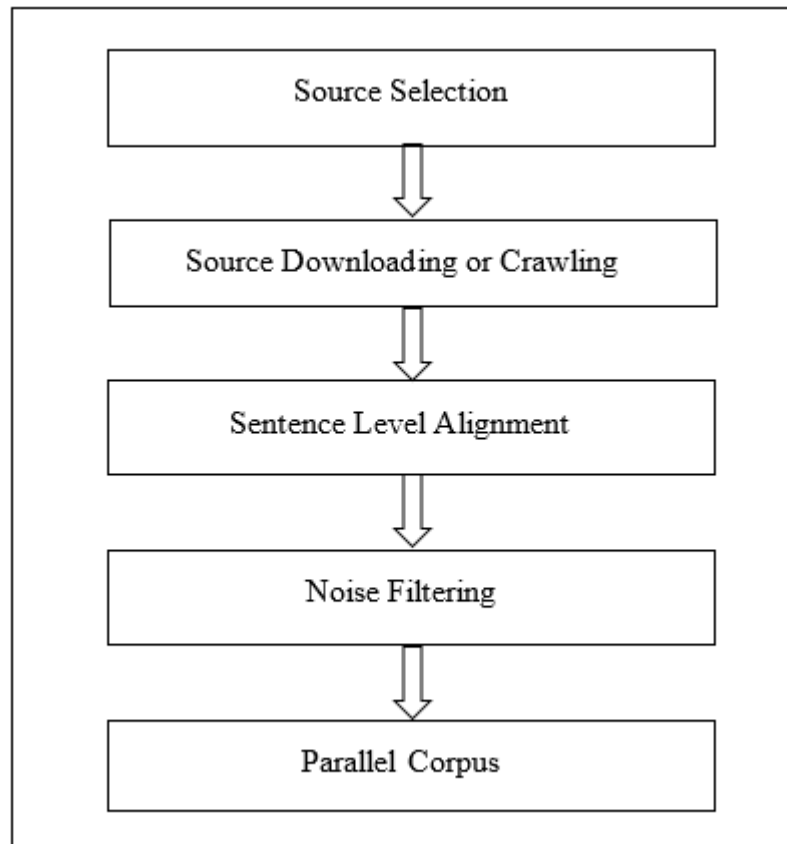 Source Selection
Source Downloading or Crawling
Sentence Level Alignment
Noise Filtering
Parallel Corpus